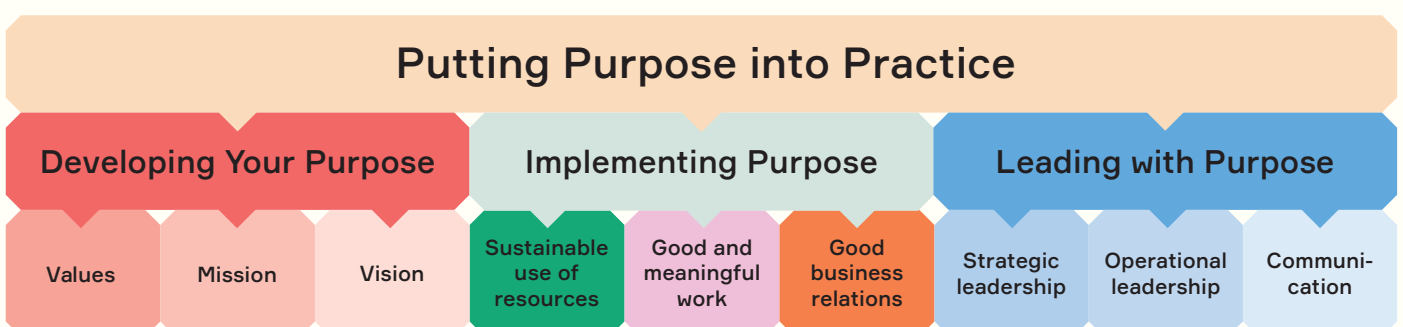 Putting Purpose into Practice
Developing Your Purpose
Implementing Purpose
Leading with Purpose
Values
Mission
Vision
Sustainable
use of
resources
Good and
meaningful
work
Good
business
relations
Strategic
leadership
Operational
leadership
Communi-
cation